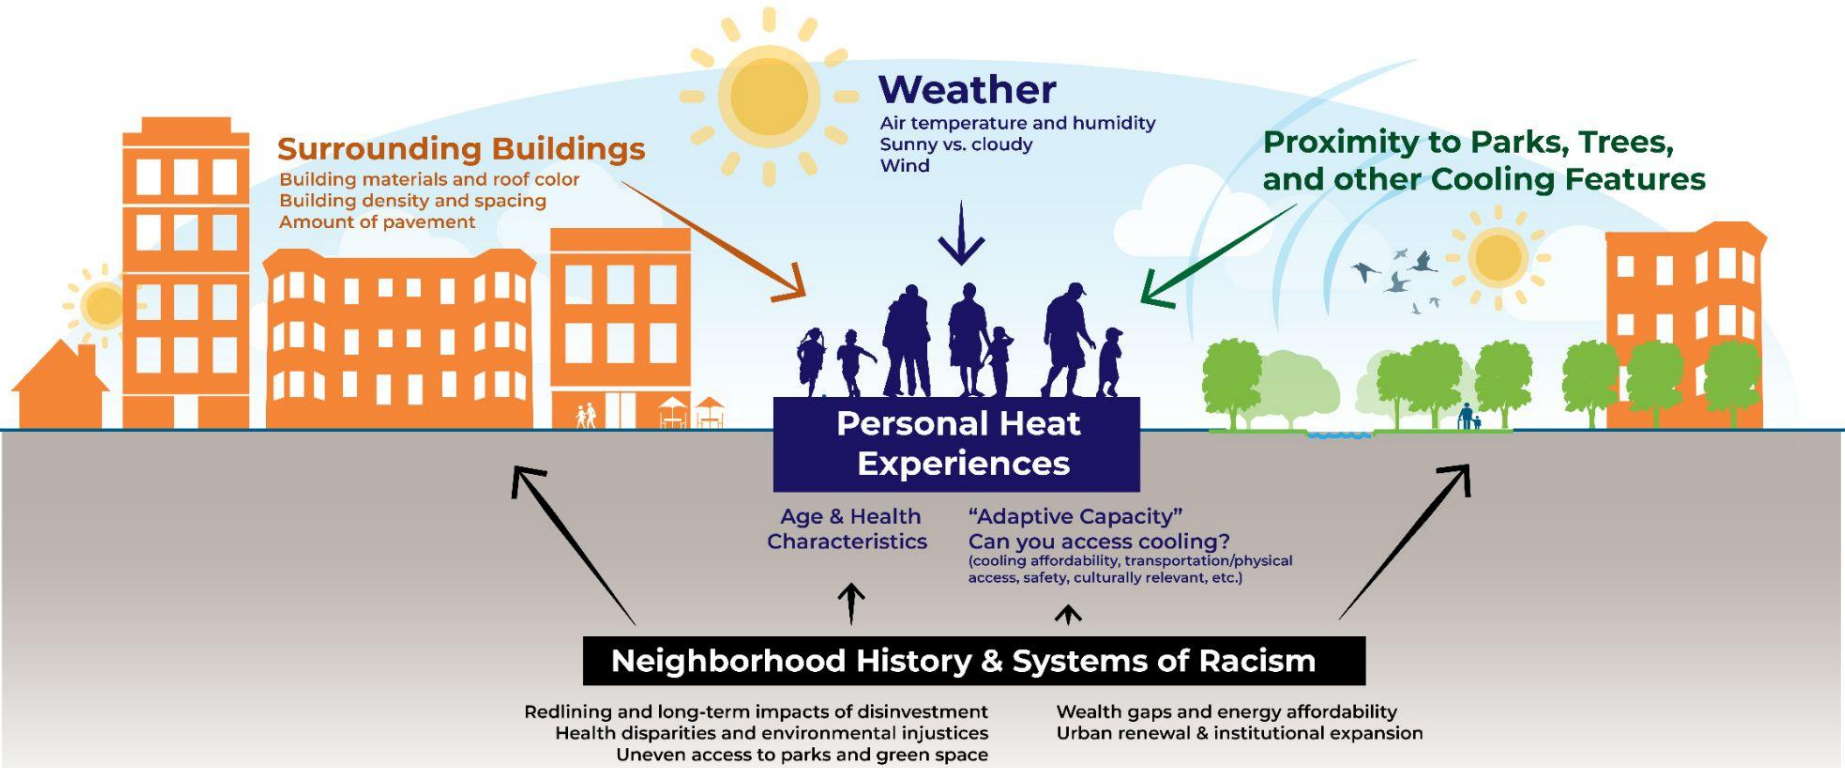 Weather
Air temperature and humidity
Sunny vs. cloudy
Wind
Surrounding Buildings
Building materials and roof color
Building density and spacing
Amount of pavement
Proximity to Parks, Trees,
and other Cooling Features
Personal Heat
Experiences
Age & Health
Characteristics
“Adaptive Capacity”
Can you access cooling?
(cooling affordability, transportation/physical
access, safety, culturally relevant, etc.)
Neighborhood History & Systems of Racism
Redlining and long-term impacts of disinvestment
Health disparities and environmental injustices
Uneven access to parks and green space
Wealth gaps and energy affordability
Urban renewal & institutional expansion